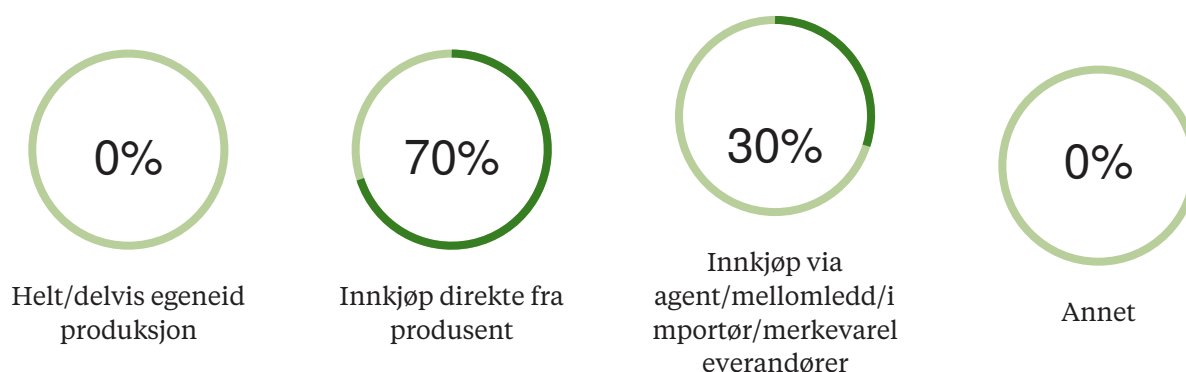 0%
Helt/delvis egeneid
produksjon
70%
Innkjøp direkte fra
produsent
30%
Innkjøp via
agent/mellomledd/i
mportør/merkevarel
everandører
0%
Annet